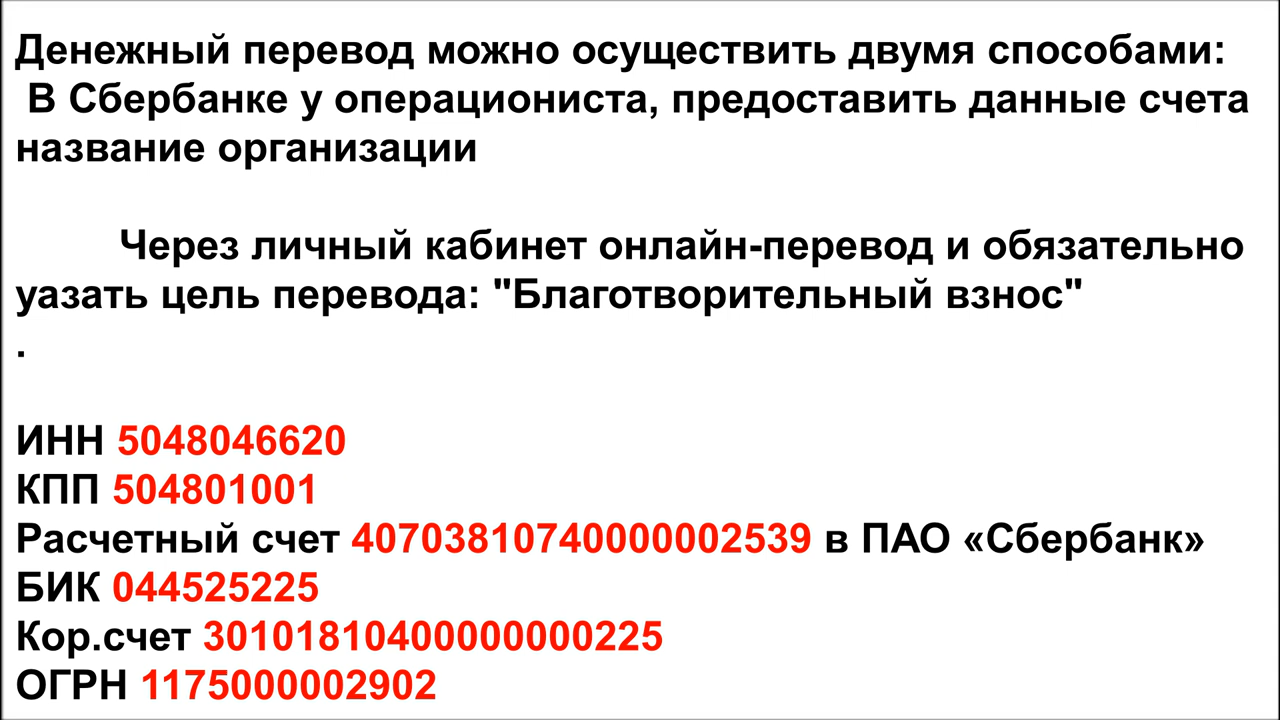 Денежный перевод можно осуществить двумя способами:
В Сбербанке у операциониста, предоставить данные счета
название организации
Через личный кабинет онлайн-перевод и обязательно
уазать цель перевода: "Благотворительный взнос"
.
ИНН 5048046620
КПП 504801001
Расчетный счет 40703810740000002539 в ПАО «Сбербанк»
БИК 044525225
Кор.счет 30101810400000000225
ОГРН 1175000002902